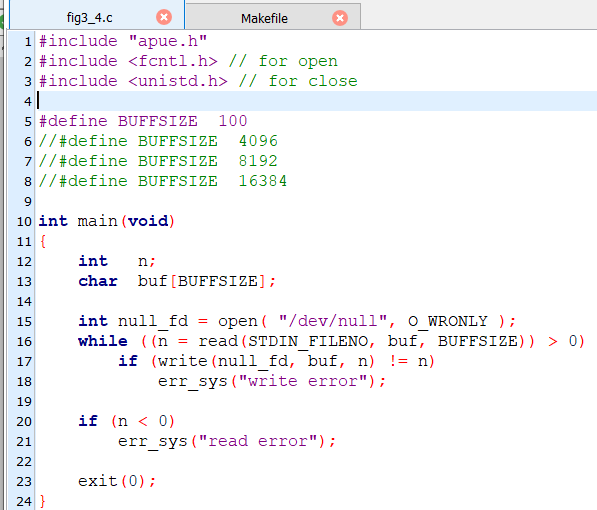 fig3_4.c Makefile
1 #include "apue.h"
2 #include <fcntl.h> // for open
3 #include <unistd.h> // for close
4
5 #define BUFFSIZE  100
6 //#define BUFFSIZE  4096
7 //#define BUFFSIZE  8192
8 //#define BUFFSIZE  16384
9
10 int main(void)
11 {
12     int   n;
13     char  buf[BUFFSIZE];
14
15     int null_fd = open( "/dev/null", O_WRONLY );
16     while ((n = read(STDIN_FILENO, buf, BUFFSIZE)) > 0)
17         if (write(null_fd, buf, n) != n)
18             err_sys("write error");
19
20     if (n < 0)
21         err_sys("read error");
22
23     exit(0);
24 }